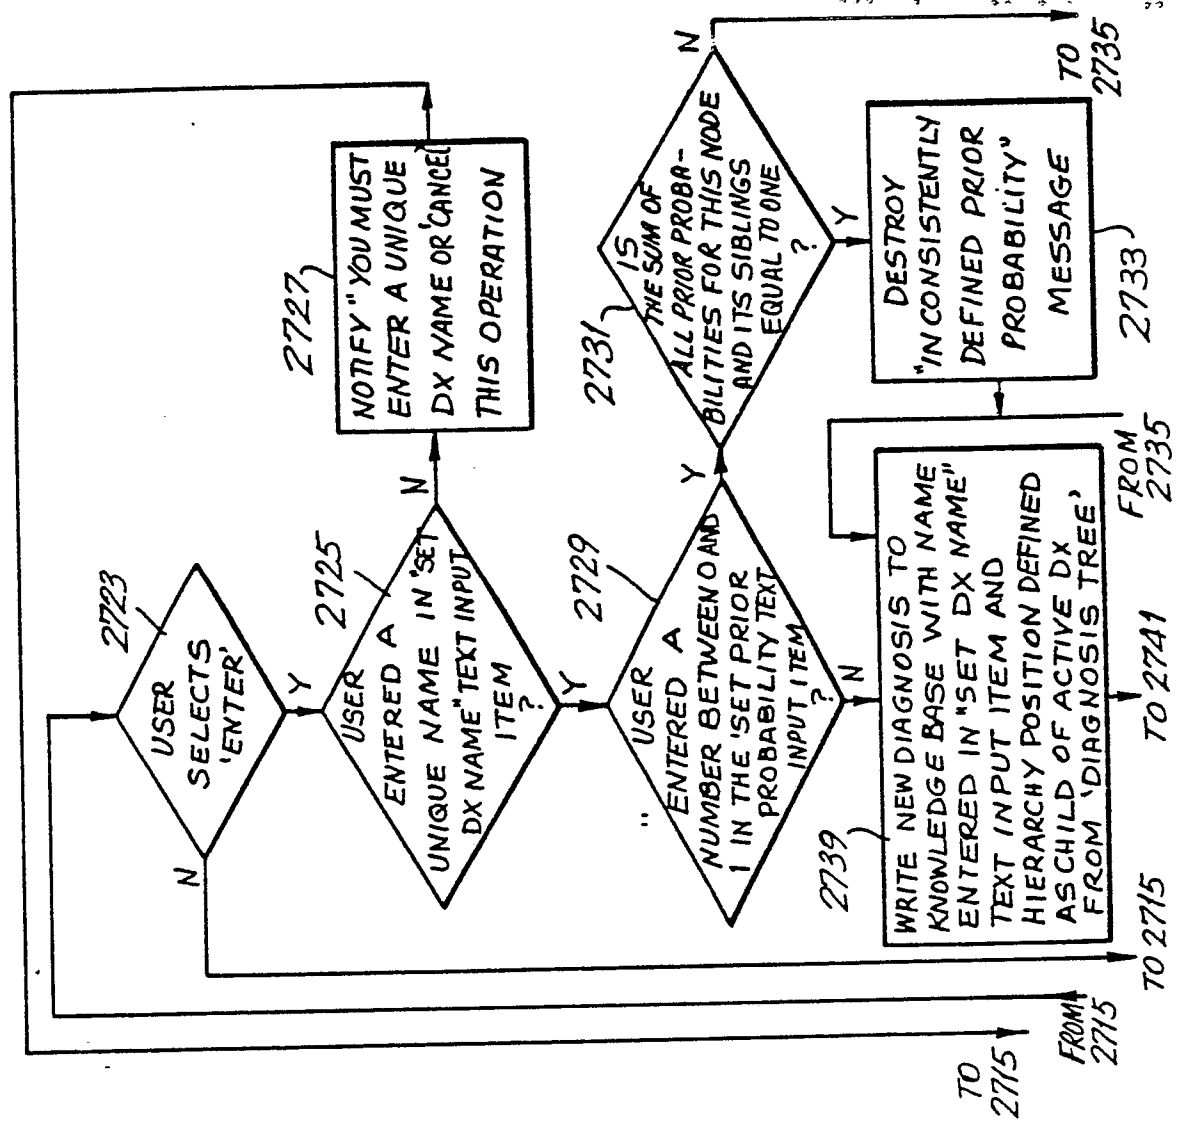 2723
USER
SELECTS
'ENTER'
Y
N
2725
USER
ENTERED A
UNIQUE NAME IN "SET
DX NAME" TEXT INPUT
ITEM
?
N
Y
2727
NOTIFY "YOU MUST
ENTER A UNIQUE
DX NAME OR 'CANCEL'
THIS OPERATION
2729
USER
ENTERED A
NUMBER BETWEEN 0 AND
1 IN THE 'SET PRIOR
PROBABILITY TEXT
INPUT ITEM
?
Y
N
2731
IS
THE SUM OF
ALL PRIOR PROBA-
BILITIES FOR THIS NODE
AND ITS SIBLINGS
EQUAL TO ONE
?
N
Y
TO
2735
DESTROY
"INCONSISTENTLY
DEFINED PRIOR
PROBABILITY"
MESSAGE
2733
2739
WRITE NEW DIAGNOSIS TO
KNOWLEDGE BASE WITH NAME
ENTERED IN "SET DX NAME"
TEXT INPUT ITEM AND
HIERARCHY POSITION DEFINED
AS CHILD OF ACTIVE DX
FROM 'DIAGNOSIS TREE'
FROM
2735
TO 2741
TO 2715
FROM
2715
TO
2715